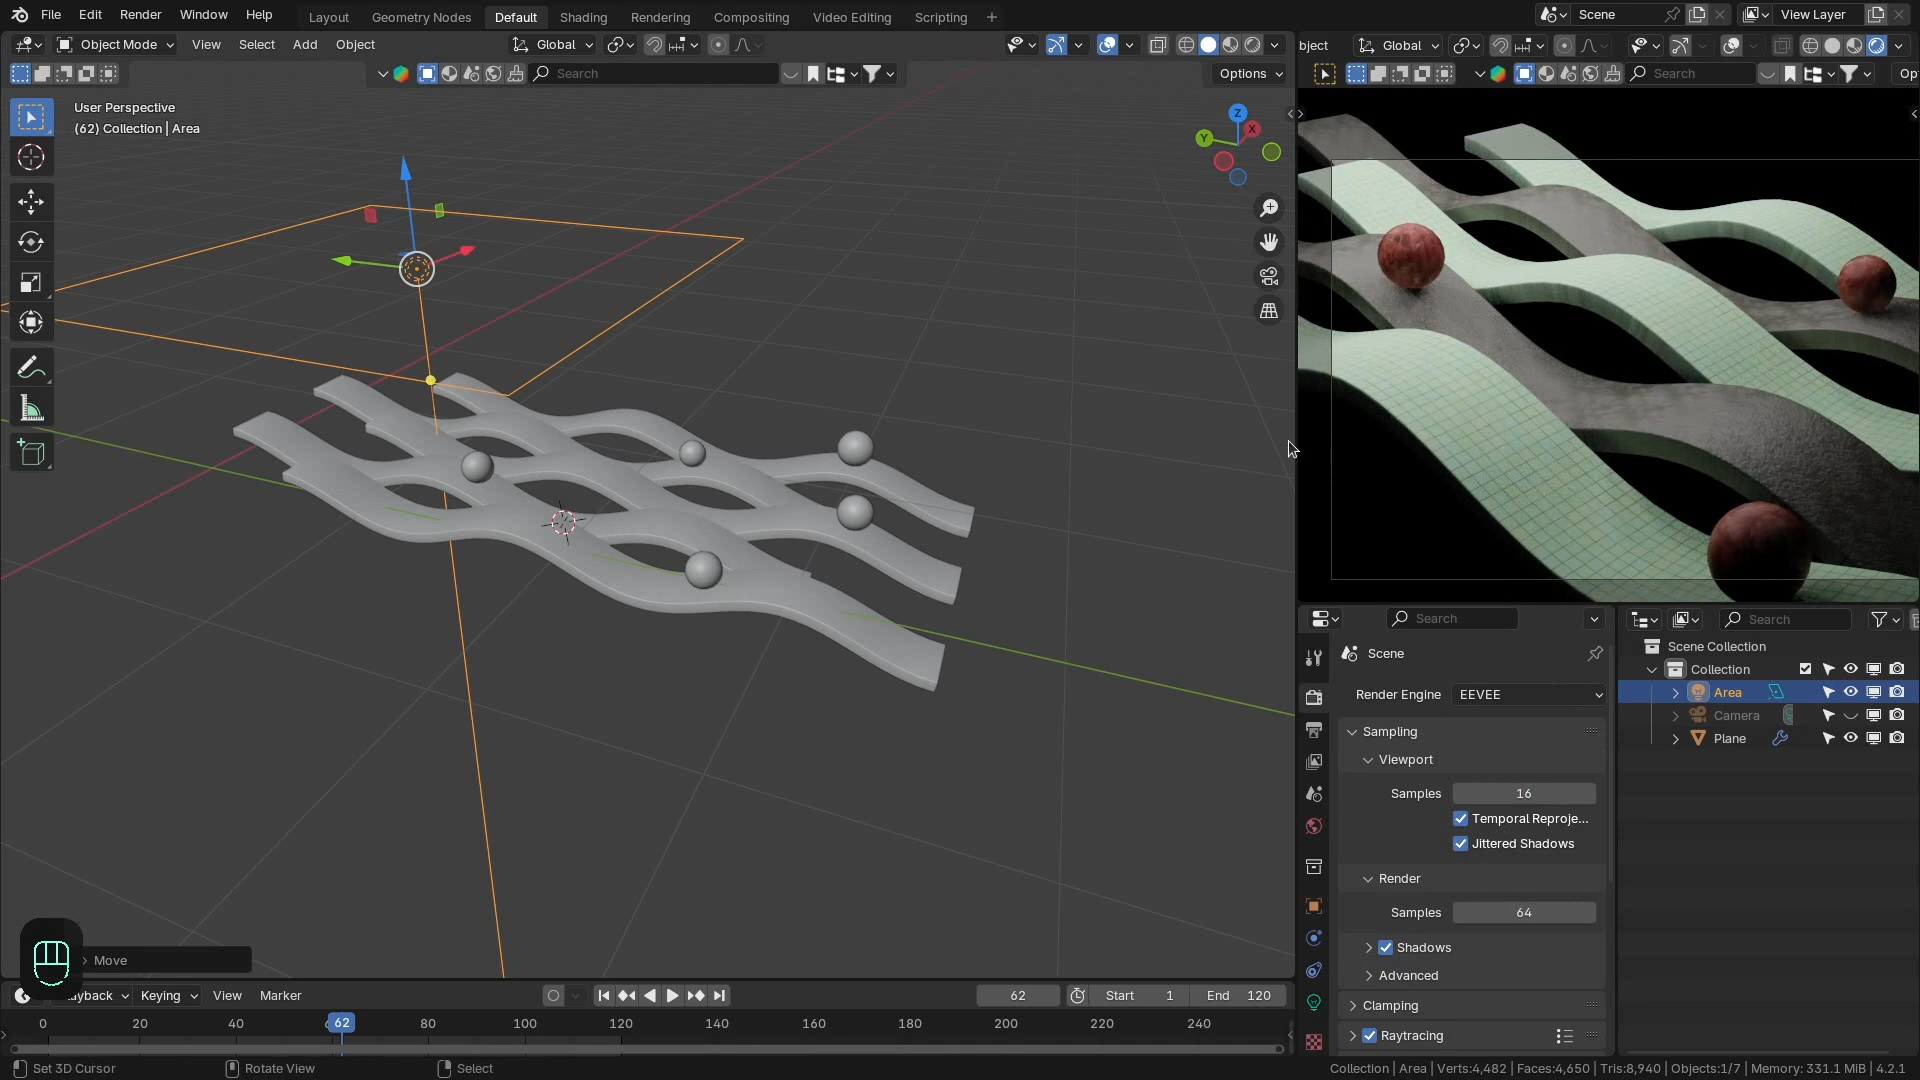 File Edit Render Window Help Layout Geometry Nodes Default Shading Rendering Compositing Video Editing Scripting + Scene View Layer
Object Mode View Select Add Object Global
bject Global
Search Options
Search Op
User Perspective
(62) Collection | Area
Z
X
Y
Search
Search
Scene
Scene Collection
Collection
Render Engine EEVEE
Area
Camera
Plane
Sampling
Viewport
Samples 16
Temporal Reproje...
Jittered Shadows
Render
Samples 64
Shadows
Advanced
Clamping
Raytracing
Move
yback Keying View Marker
62 Start 1 End 120
0 20 40 62 80 100 120 140 160 180 200 220 240
Set 3D Cursor Rotate View Select
Collection | Area | Verts:4,482 | Faces:4,650 | Tris:8,940 | Objects:1/7 | Memory: 331.1 MiB | 4.2.1